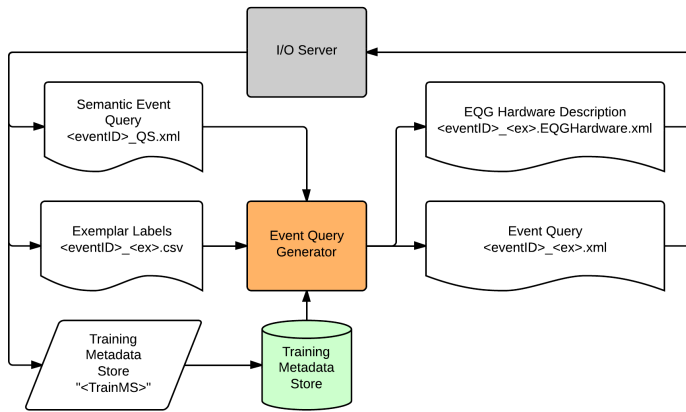 I/O Server
Semantic Event
Query
<eventID>_QS.xml
EQG Hardware Description
<eventID>_<ex>.EQGHardware.xml
Exemplar Labels
<eventID>_<ex>.csv
Event Query
Generator
Event Query
<eventID>_<ex>.xml
Training
Metadata
Store
"<TrainMS>"
Training
Metadata
Store